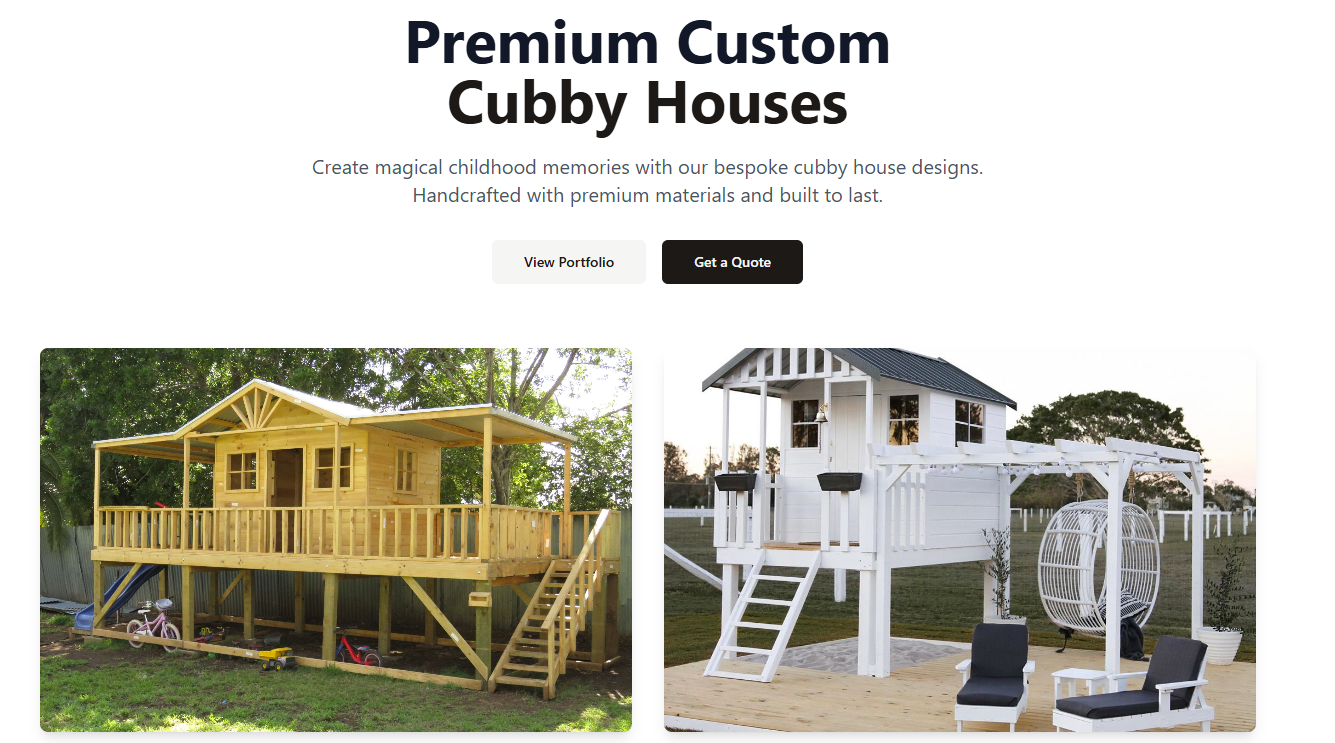 Premium Custom
Cubby Houses
Create magical childhood memories with our bespoke cubby house designs.
Handcrafted with premium materials and built to last.
View Portfolio
Get a Quote